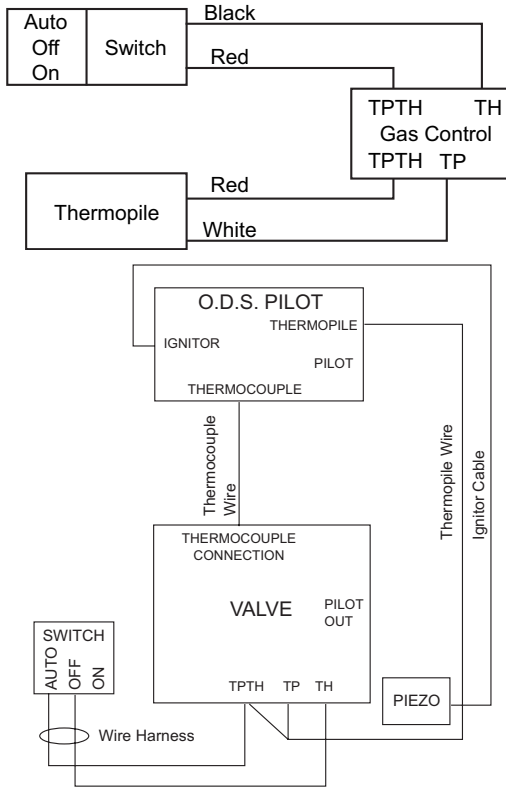 Black
Auto
Off
On
Switch
Red
TPTH TH
Gas Control
TPTH TP
Red
Thermopile
White
O.D.S. PILOT
THERMOPILE
IGNITOR
PILOT
THERMOCOUPLE
Thermocouple
Wire
Thermopile Wire
Ignitor Cable
THERMOCOUPLE
CONNECTION
VALVE
PILOT
OUT
SWITCH
AUTO
OFF
ON
TPTH TP TH
PIEZO
Wire Harness